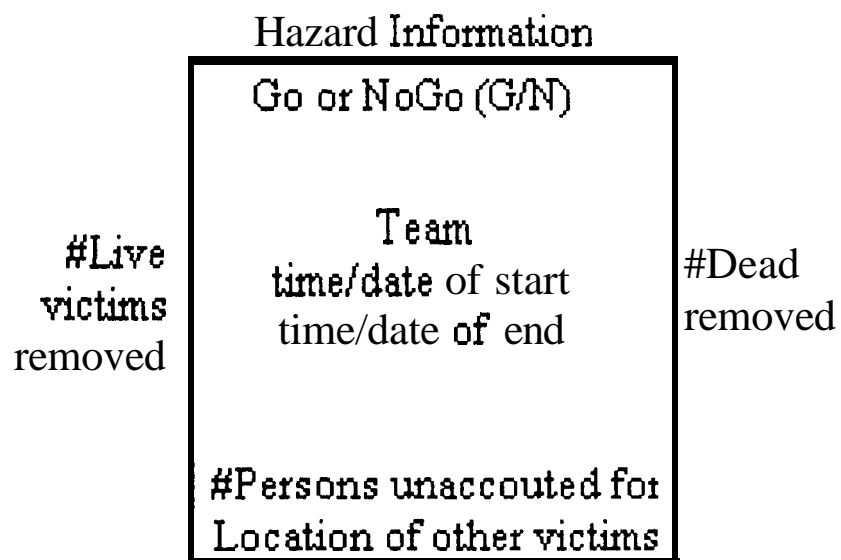 Hazard Information
Go or NoGo (G/N)
#Live
victims
removed
Team
time/date of start
time/date of end
#Dead
removed
#Persons unaccouted for
Location of other victims